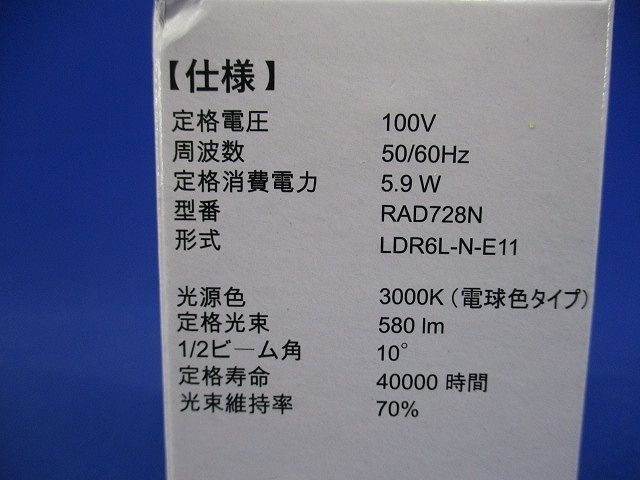 【仕様】
定格電圧 100V
周波数 50/60Hz
定格消費電力 5.9 W
型番 RAD728N
形式 LDR6L-N-E11
光源色 3000K（電球色タイプ）
定格光束 580 lm
1/2ビーム角 10°
定格寿命 40000 時間
光束維持率 70%